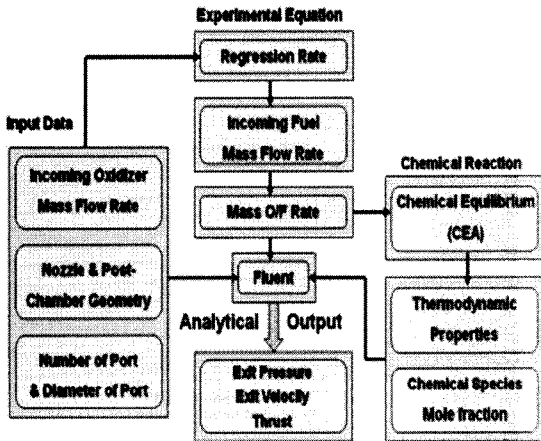 Experimental Equation
Regression Rate
Input Data
Incoming Fuel
Mass Flow Rate
Incoming Oxidizer
Mass Flow Rate
Mass O/F Rate
Chemical Reaction
Chemical Equilibrium
(CEA)
Nozzle & Post-
Chamber Geometry
Fluent
Analytical Output
Thermodynamic
Properties
Number of Port
& Diameter of Port
Exit Pressure
Exit Velocity
Thrust
Chemical Species
Mole fraction